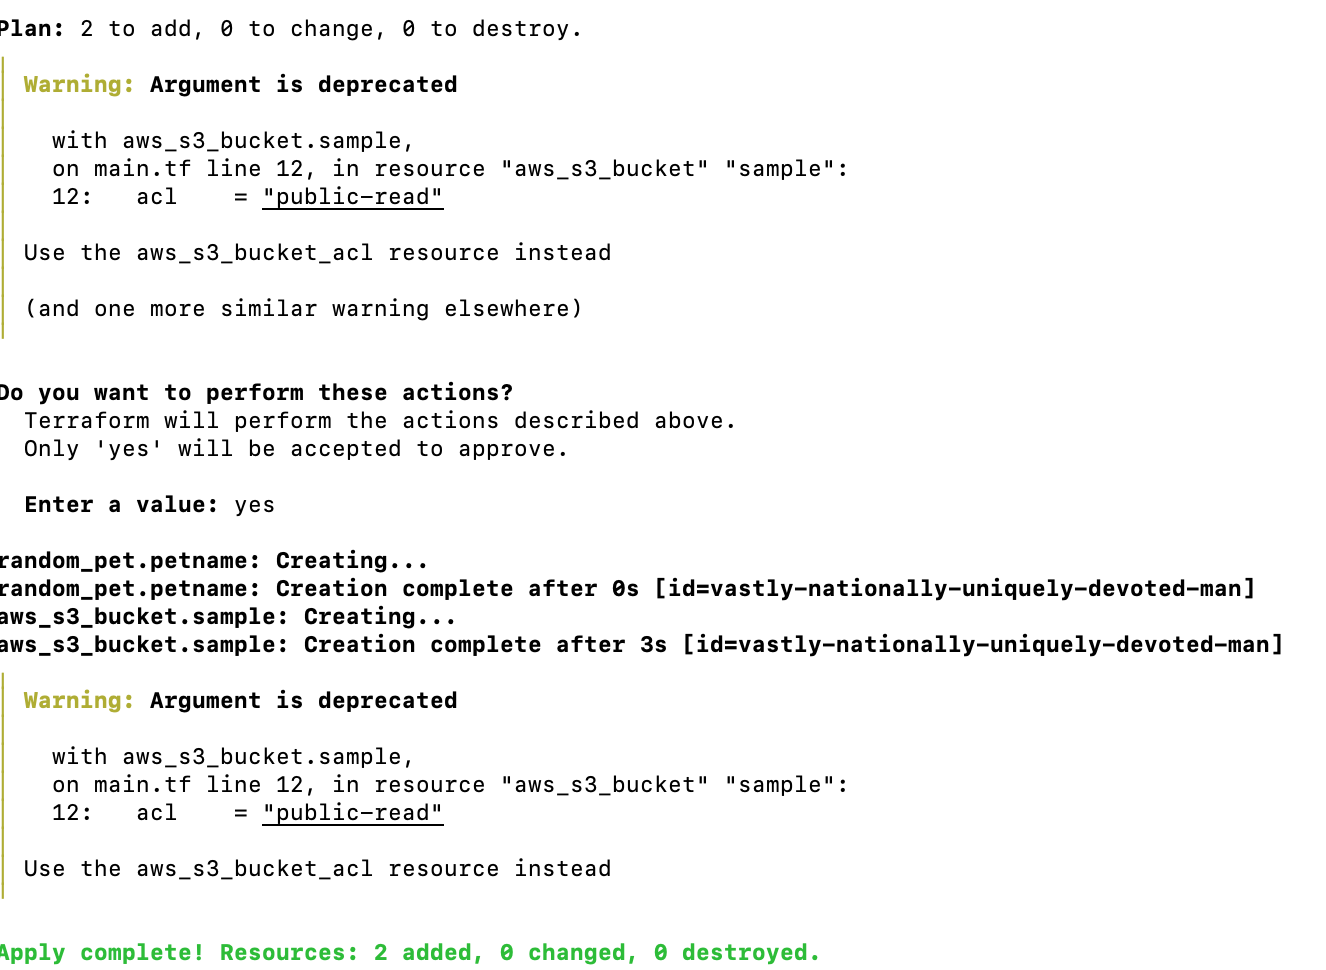 Plan: 2 to add, 0 to change, 0 to destroy.
Warning: Argument is deprecated
with aws_s3_bucket.sample,
on main.tf line 12, in resource "aws_s3_bucket" "sample":
12:   acl    = "public-read"
Use the aws_s3_bucket_acl resource instead
(and one more similar warning elsewhere)
Do you want to perform these actions?
Terraform will perform the actions described above.
Only 'yes' will be accepted to approve.
Enter a value: yes
random_pet.petname: Creating...
random_pet.petname: Creation complete after 0s [id=vastly-nationally-uniquely-devoted-man]
aws_s3_bucket.sample: Creating...
aws_s3_bucket.sample: Creation complete after 3s [id=vastly-nationally-uniquely-devoted-man]
Warning: Argument is deprecated
with aws_s3_bucket.sample,
on main.tf line 12, in resource "aws_s3_bucket" "sample":
12:   acl    = "public-read"
Use the aws_s3_bucket_acl resource instead
Apply complete! Resources: 2 added, 0 changed, 0 destroyed.